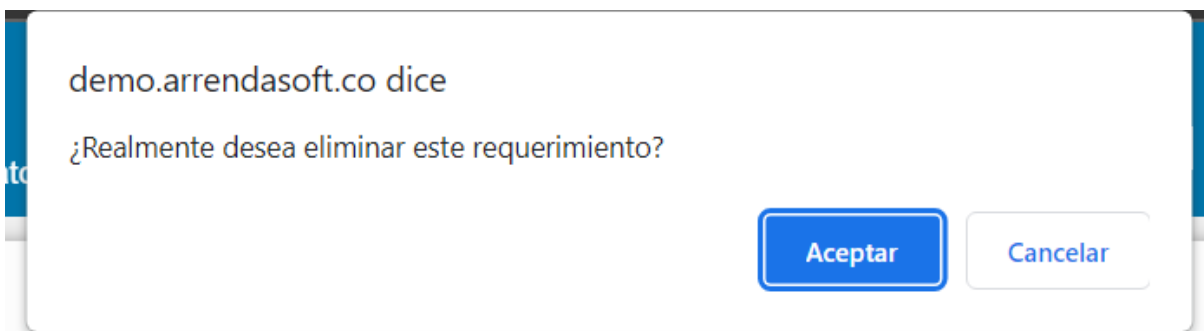 demo.arrendasoft.co dice
¿Realmente desea eliminar este requerimiento?
Aceptar
Cancelar